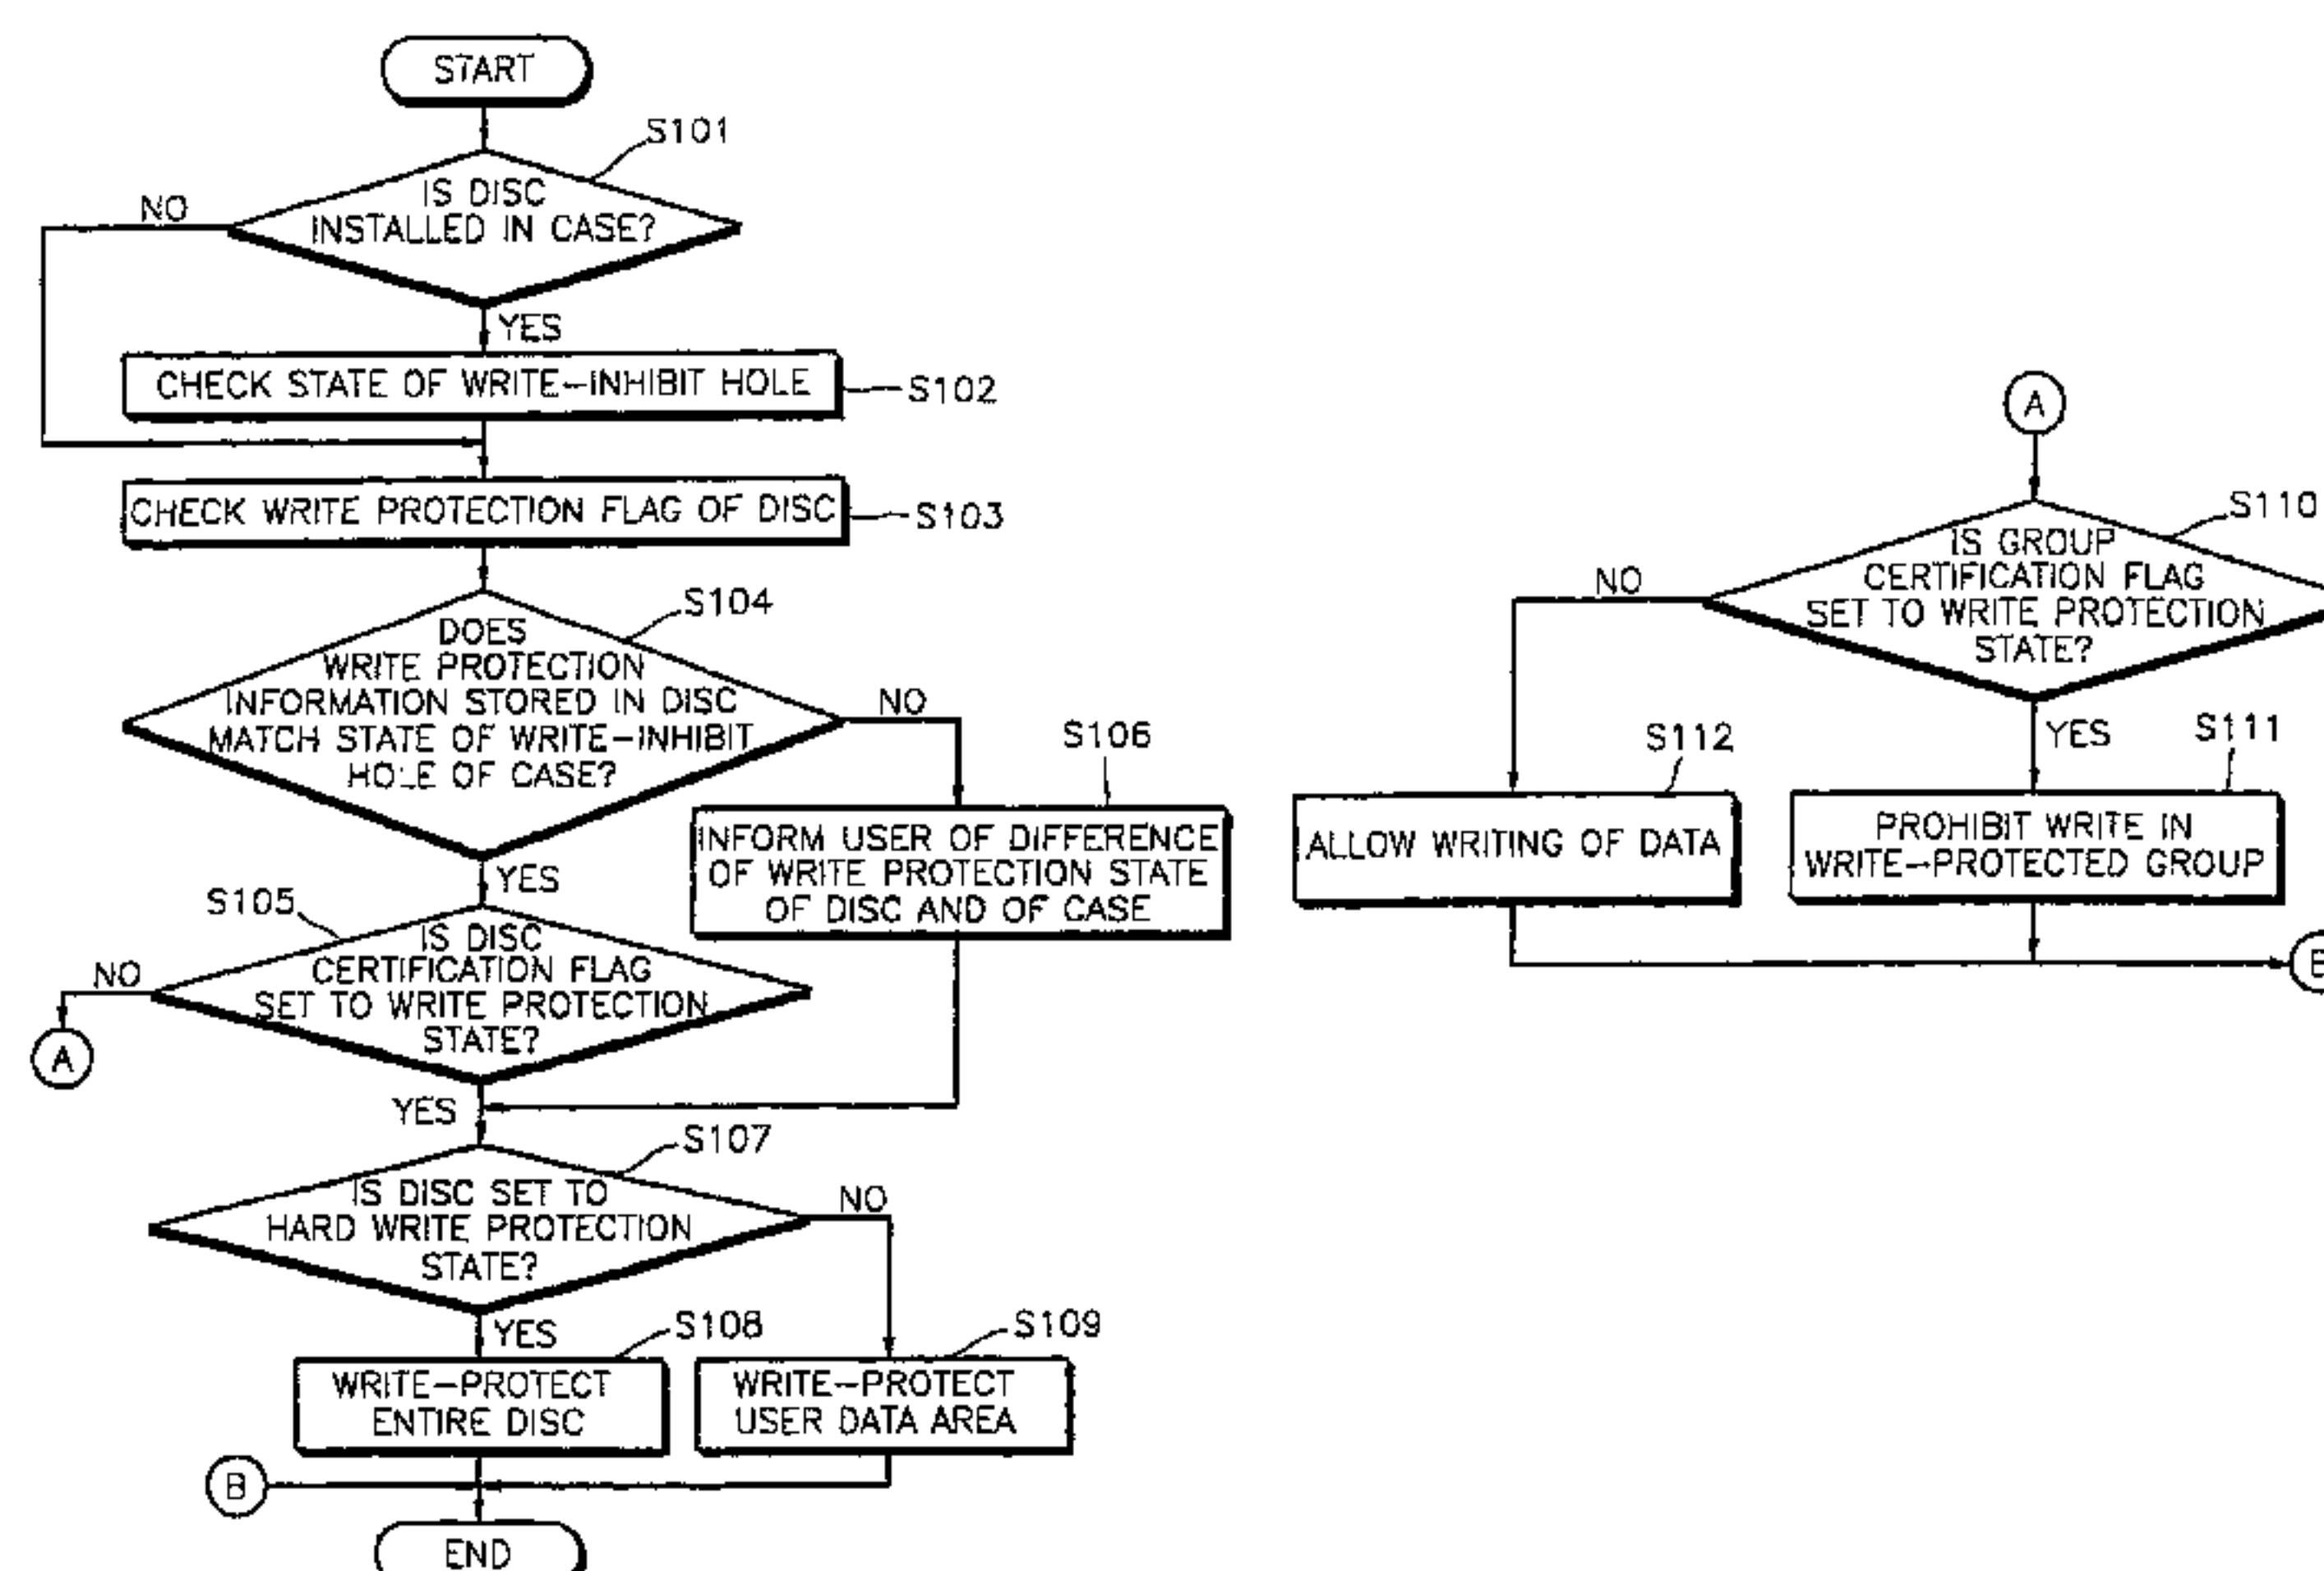 START
S101
IS DISC
INSTALLED IN CASE?
NO
YES
CHECK STATE OF WRITE-INHIBIT HOLE
S102
CHECK WRITE PROTECTION FLAG OF DISC
S103
S104
DOES
WRITE PROTECTION
INFORMATION STORED IN DISC
MATCH STATE OF WRITE-INHIBIT
HOLE OF CASE?
NO
S106
INFORM USER OF DIFFERENCE
OF WRITE PROTECTION STATE
OF DISC AND OF CASE
YES
S105
IS DISC
CERTIFICATION FLAG
SET TO WRITE PROTECTION
STATE?
NO
A
YES
S107
IS DISC SET TO
HARD WRITE PROTECTION
STATE?
NO
YES
S108
WRITE-PROTECT
ENTIRE DISC
S109
WRITE-PROTECT
USER DATA AREA
B
END
A
S110
IS GROUP
CERTIFICATION FLAG
SET TO WRITE PROTECTION
STATE?
NO
YES
S112
ALLOW WRITING OF DATA
S111
PROHIBIT WRITE IN
WRITE-PROTECTED GROUP